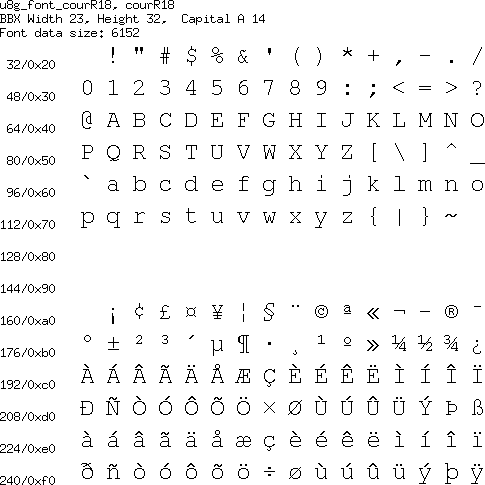 u8g_font_courR18, courR18
BBX Width 23, Height 32,  Capital A 14
Font data size: 6152
32/0x20 ! " # $ % & ' ( ) * + , - . /
48/0x30 0 1 2 3 4 5 6 7 8 9 : ; < = > ?
64/0x40 @ A B C D E F G H I J K L M N O
80/0x50 P Q R S T U V W X Y Z [ \ ] ^ _
96/0x60 ` a b c d e f g h i j k l m n o
112/0x70 p q r s t u v w x y z { | } ~
128/0x80
144/0x90
160/0xa0 ¡ ¢ £ ¤ ¥ ¦ § ¨ © ª « ¬ - ® ¯
176/0xb0 ° ± ² ³ ´ µ ¶ · ¸ ¹ º » ¼ ½ ¾ ¿
192/0xc0 À Á Â Ã Ä Å Æ Ç È É Ê Ë Ì Í Î Ï
208/0xd0 Ð Ñ Ò Ó Ô Õ Ö × Ø Ù Ú Û Ü Ý Þ ß
224/0xe0 à á â ã ä å æ ç è é ê ë ì í î ï
240/0xf0 ð ñ ò ó ô õ ö ÷ ø ù ú û ü ý þ ÿ